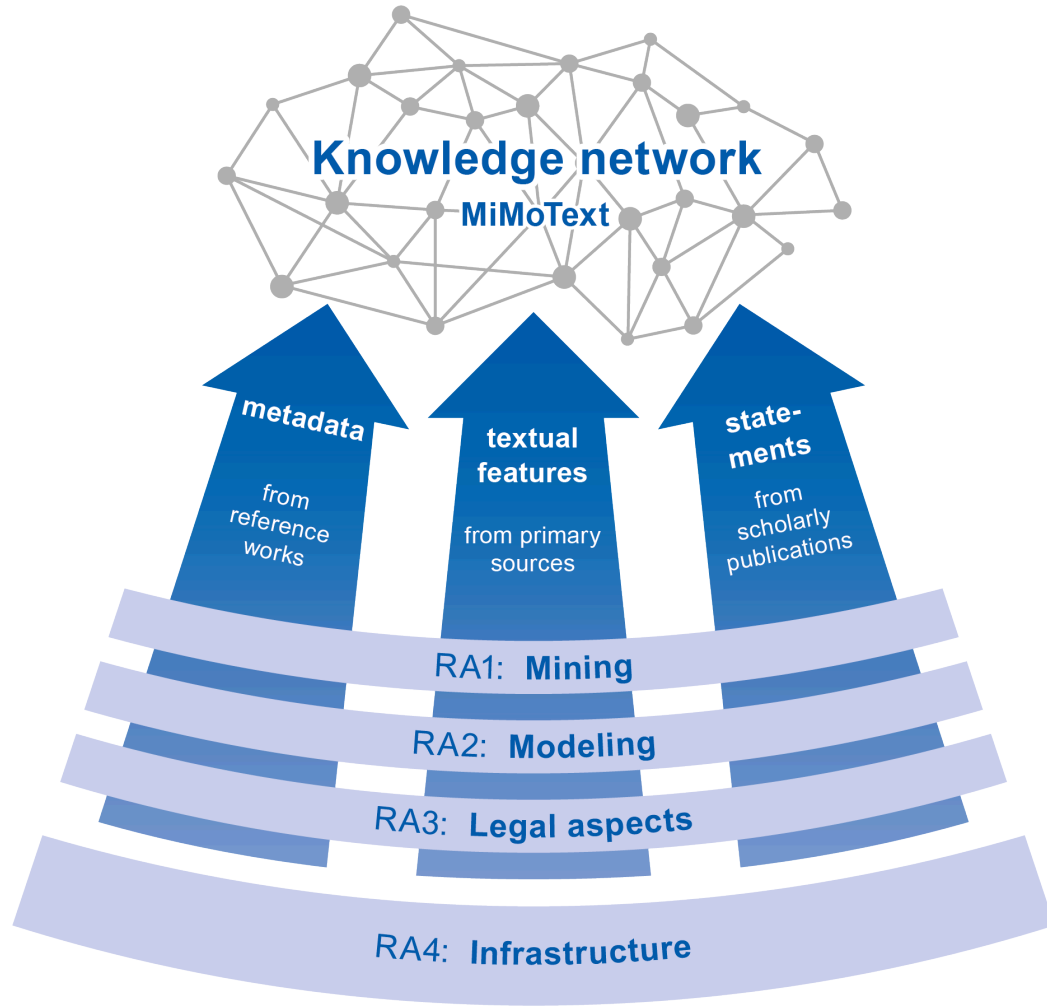 Knowledge network
MiMoText
metadata
from
reference
works
textual
features
from primary
sources
state-
ments
from
scholarly
publications
RA1: Mining
RA2: Modeling
RA3: Legal aspects
RA4: Infrastructure